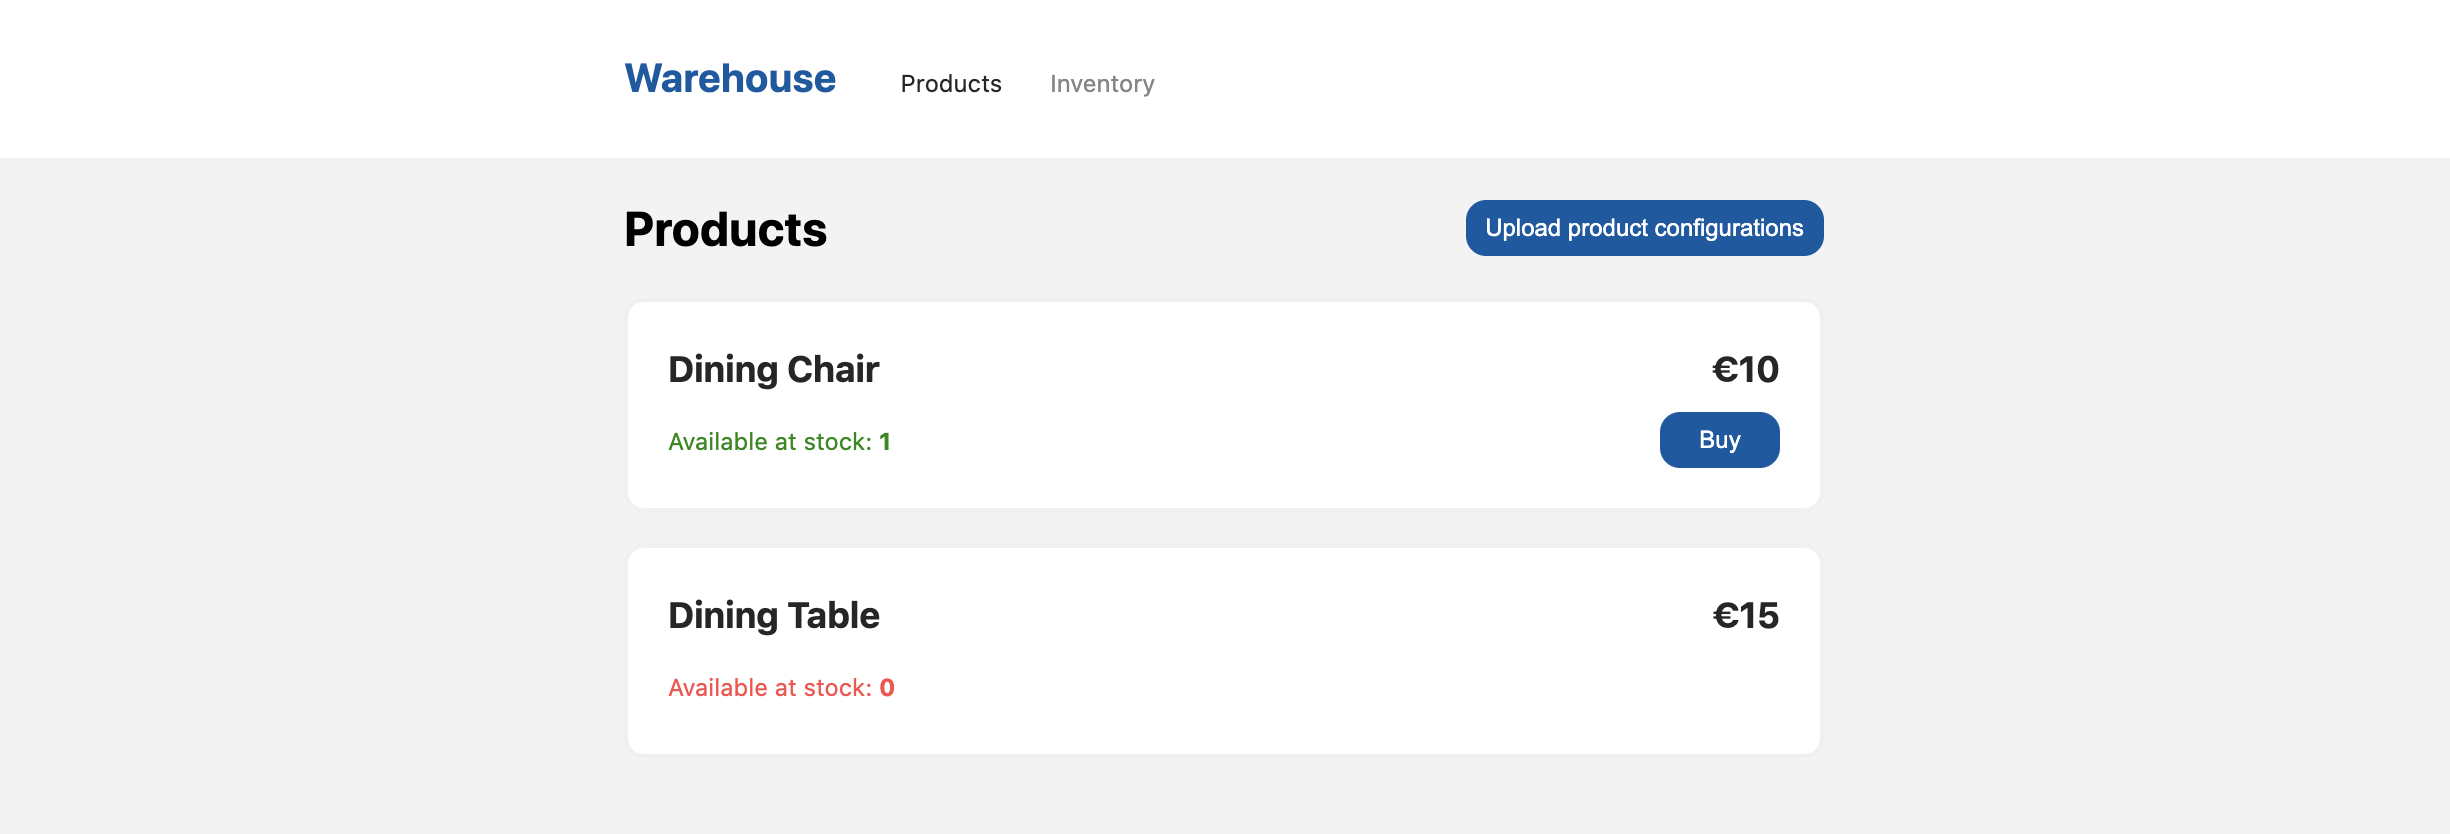 Warehouse Products Inventory
Products
Upload product configurations
Dining Chair €10
Available at stock: 1 Buy
Dining Table €15
Available at stock: 0